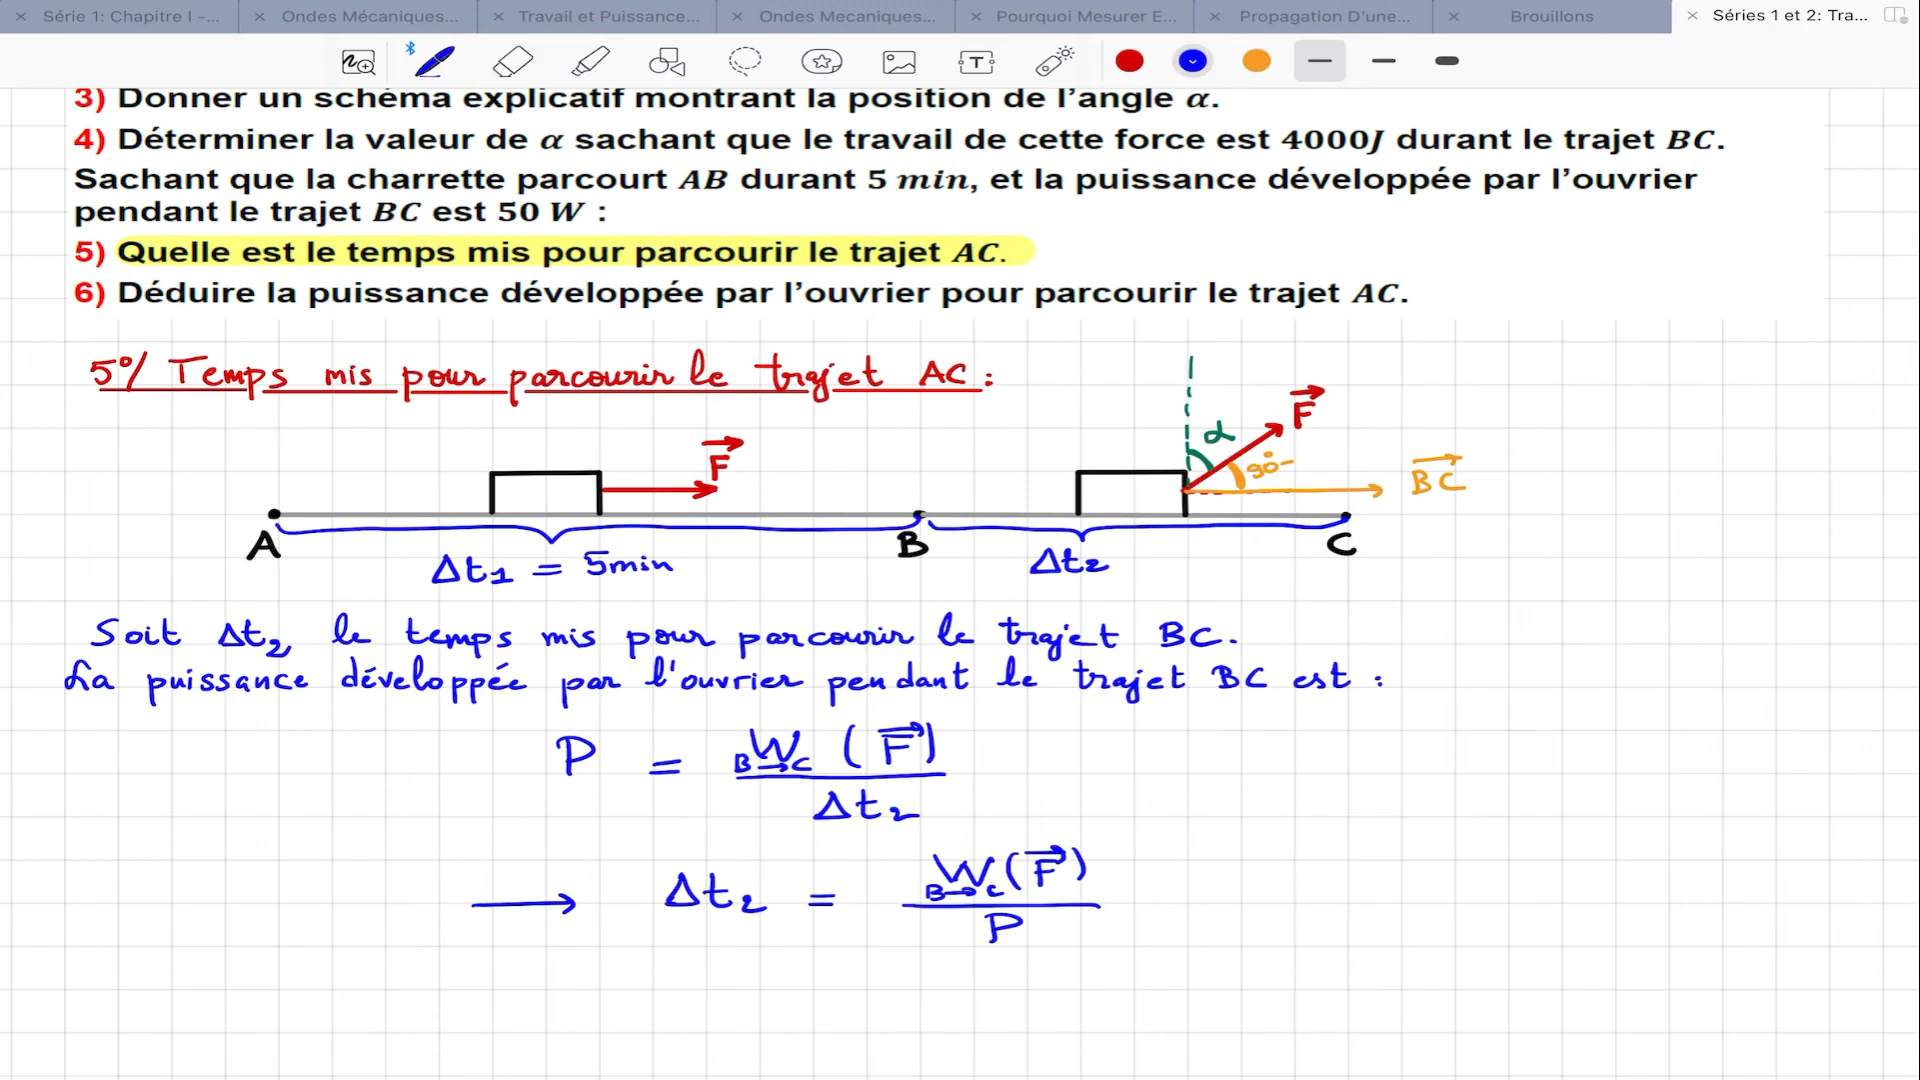 Série 1: Chapitre I -... Ondes Mécaniques... Travail et Puissance... Ondes Mecaniques... Pourquoi Mesurer E... Propagation D'une... Brouillons Séries 1 et 2: Tra...
3) Donner un schéma explicatif montrant la position de l'angle α.
4) Déterminer la valeur de α sachant que le travail de cette force est 4000J durant le trajet BC.
Sachant que la charrette parcourt AB durant 5 min, et la puissance développée par l'ouvrier
pendant le trajet BC est 50 W :
5) Quelle est le temps mis pour parcourir le trajet AC.
6) Déduire la puissance développée par l'ouvrier pour parcourir le trajet AC.
5°/ Temps mis pour parcourir le trajet AC :
F⃗ α F⃗
90- BC⃗
A B C
Δt1 = 5min Δt2
Soit Δt2, le temps mis pour parcourir le trajet BC.
La puissance développée par l'ouvrier pendant le trajet BC est :
P = W B→C (F⃗) / Δt2
→ Δt2 = W B→C (F⃗) / P